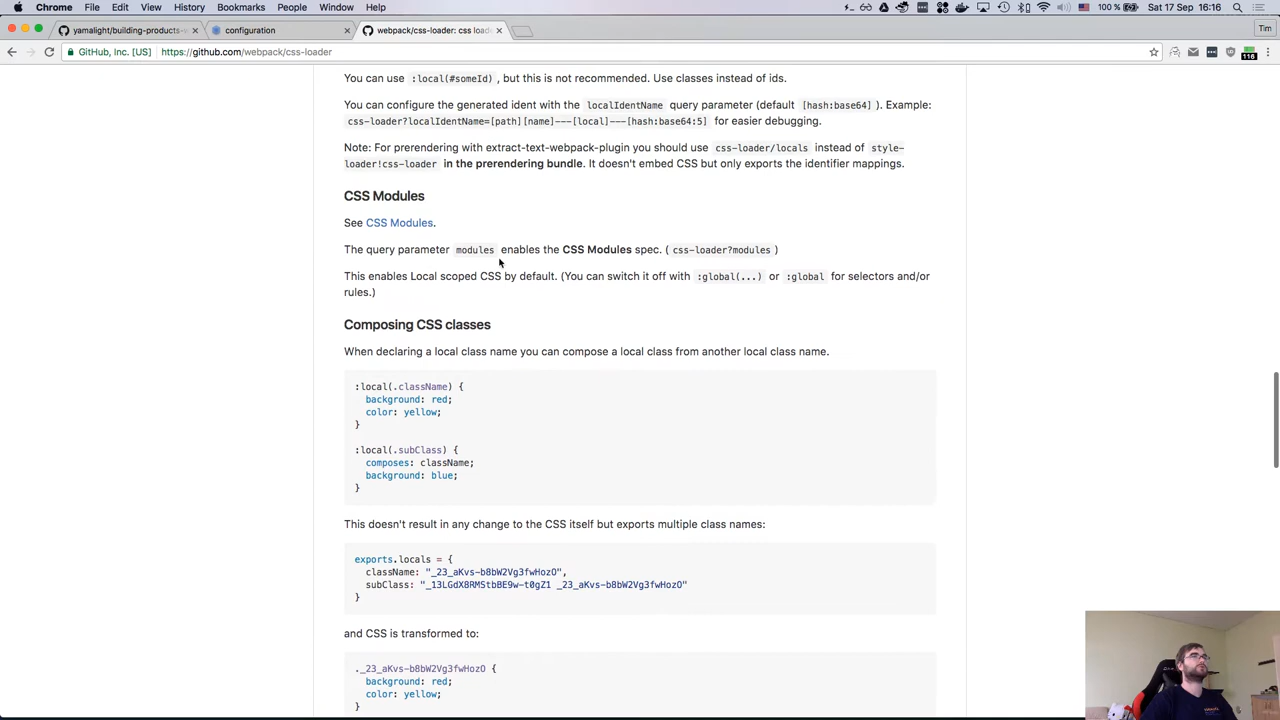 Chrome File Edit View History Bookmarks People Window Help
100 % Sat 17 Sep 16:16
yamalight/building-products-
configuration
webpack/css-loader: css load
Tim
GitHub, Inc. [US] https://github.com/webpack/css-loader
116
You can use :local(#someId) , but this is not recommended. Use classes instead of ids.
You can configure the generated ident with the localIdentName query parameter (default [hash:base64] ). Example:
css-loader?localIdentName=[path][name]---[local]---[hash:base64:5] for easier debugging.
Note: For prerendering with extract-text-webpack-plugin you should use css-loader/locals instead of style-
loader!css-loader in the prerendering bundle. It doesn't embed CSS but only exports the identifier mappings.
CSS Modules
See CSS Modules.
The query parameter modules enables the CSS Modules spec. ( css-loader?modules )
This enables Local scoped CSS by default. (You can switch it off with :global(...) or :global for selectors and/or
rules.)
Composing CSS classes
When declaring a local class name you can compose a local class from another local class name.
:local(.className) {
background: red;
color: yellow;
}
:local(.subClass) {
composes: className;
background: blue;
}
This doesn't result in any change to the CSS itself but exports multiple class names:
exports.locals = {
className: "_23_aKvs-b8bW2Vg3fwHozO",
subClass: "_13LGdX8RMStbBE9w-t0gZ1 _23_aKvs-b8bW2Vg3fwHozO"
}
and CSS is transformed to:
._23_aKvs-b8bW2Vg3fwHozO {
background: red;
color: yellow;
}